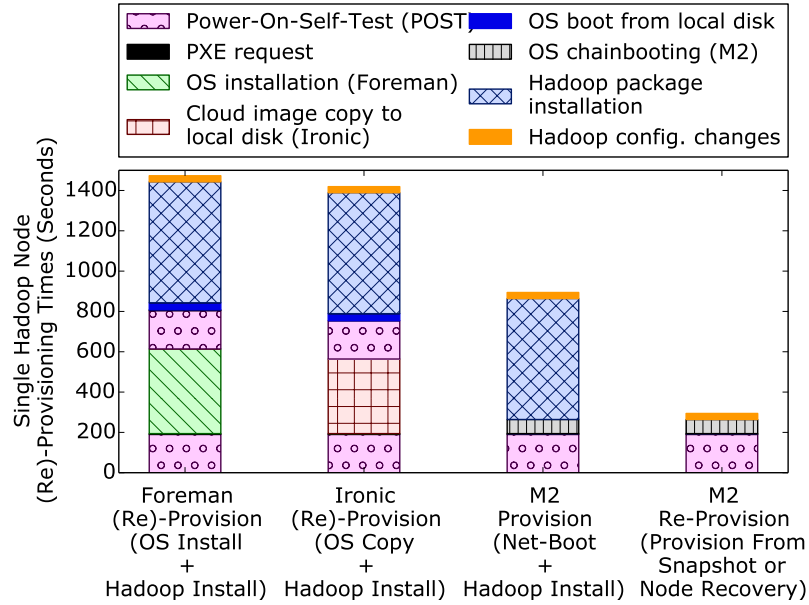 Power-On-Self-Test (POST)
PXE request
OS installation (Foreman)
Cloud image copy to
local disk (Ironic)
OS boot from local disk
OS chainbooting (M2)
Hadoop package
installation
Hadoop config. changes
Single Hadoop Node
(Re)-Provisioning Times (Seconds)
1400
1200
1000
800
600
400
200
0
Foreman
(Re)-Provision
(OS Install
+
Hadoop Install)
Ironic
(Re)-Provision
(OS Copy
+
Hadoop Install)
M2
Provision
(Net-Boot
+
Hadoop Install)
M2
Re-Provision
(Provision From
Snapshot or
Node Recovery)